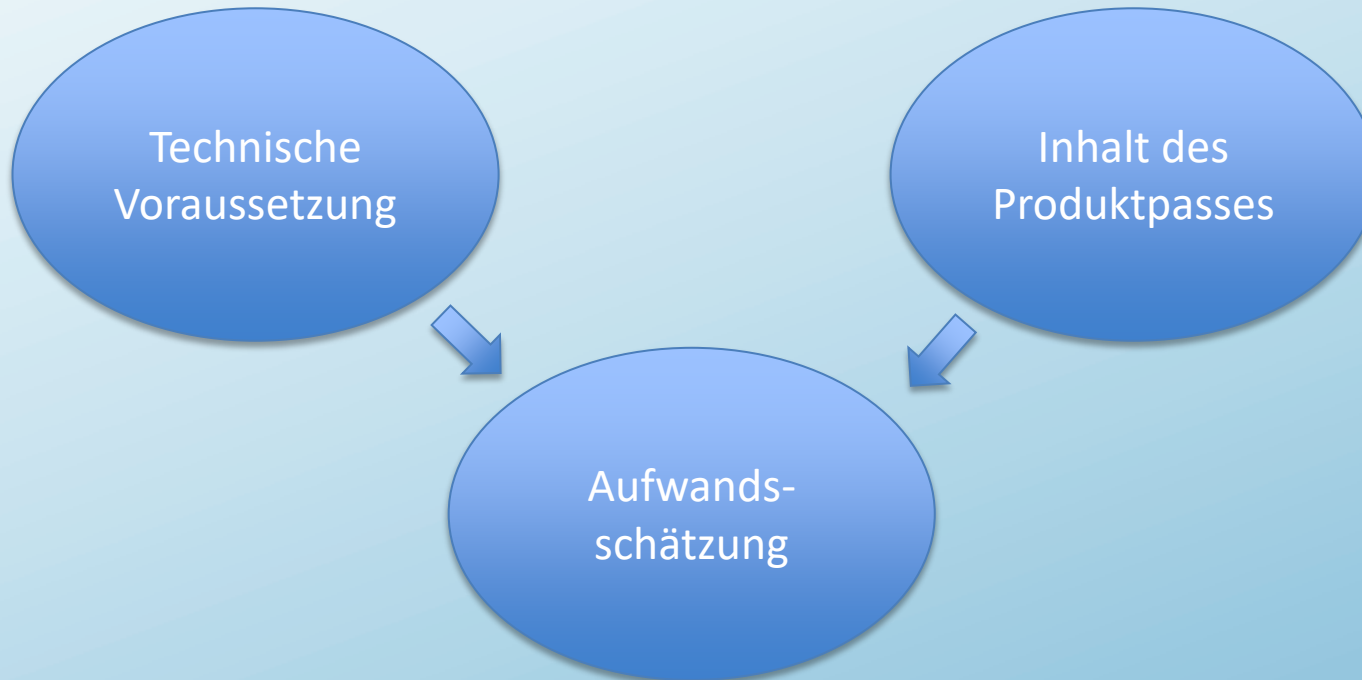 Technische
Voraussetzung
Inhalt des
Produktpasses
Aufwands-
schätzung